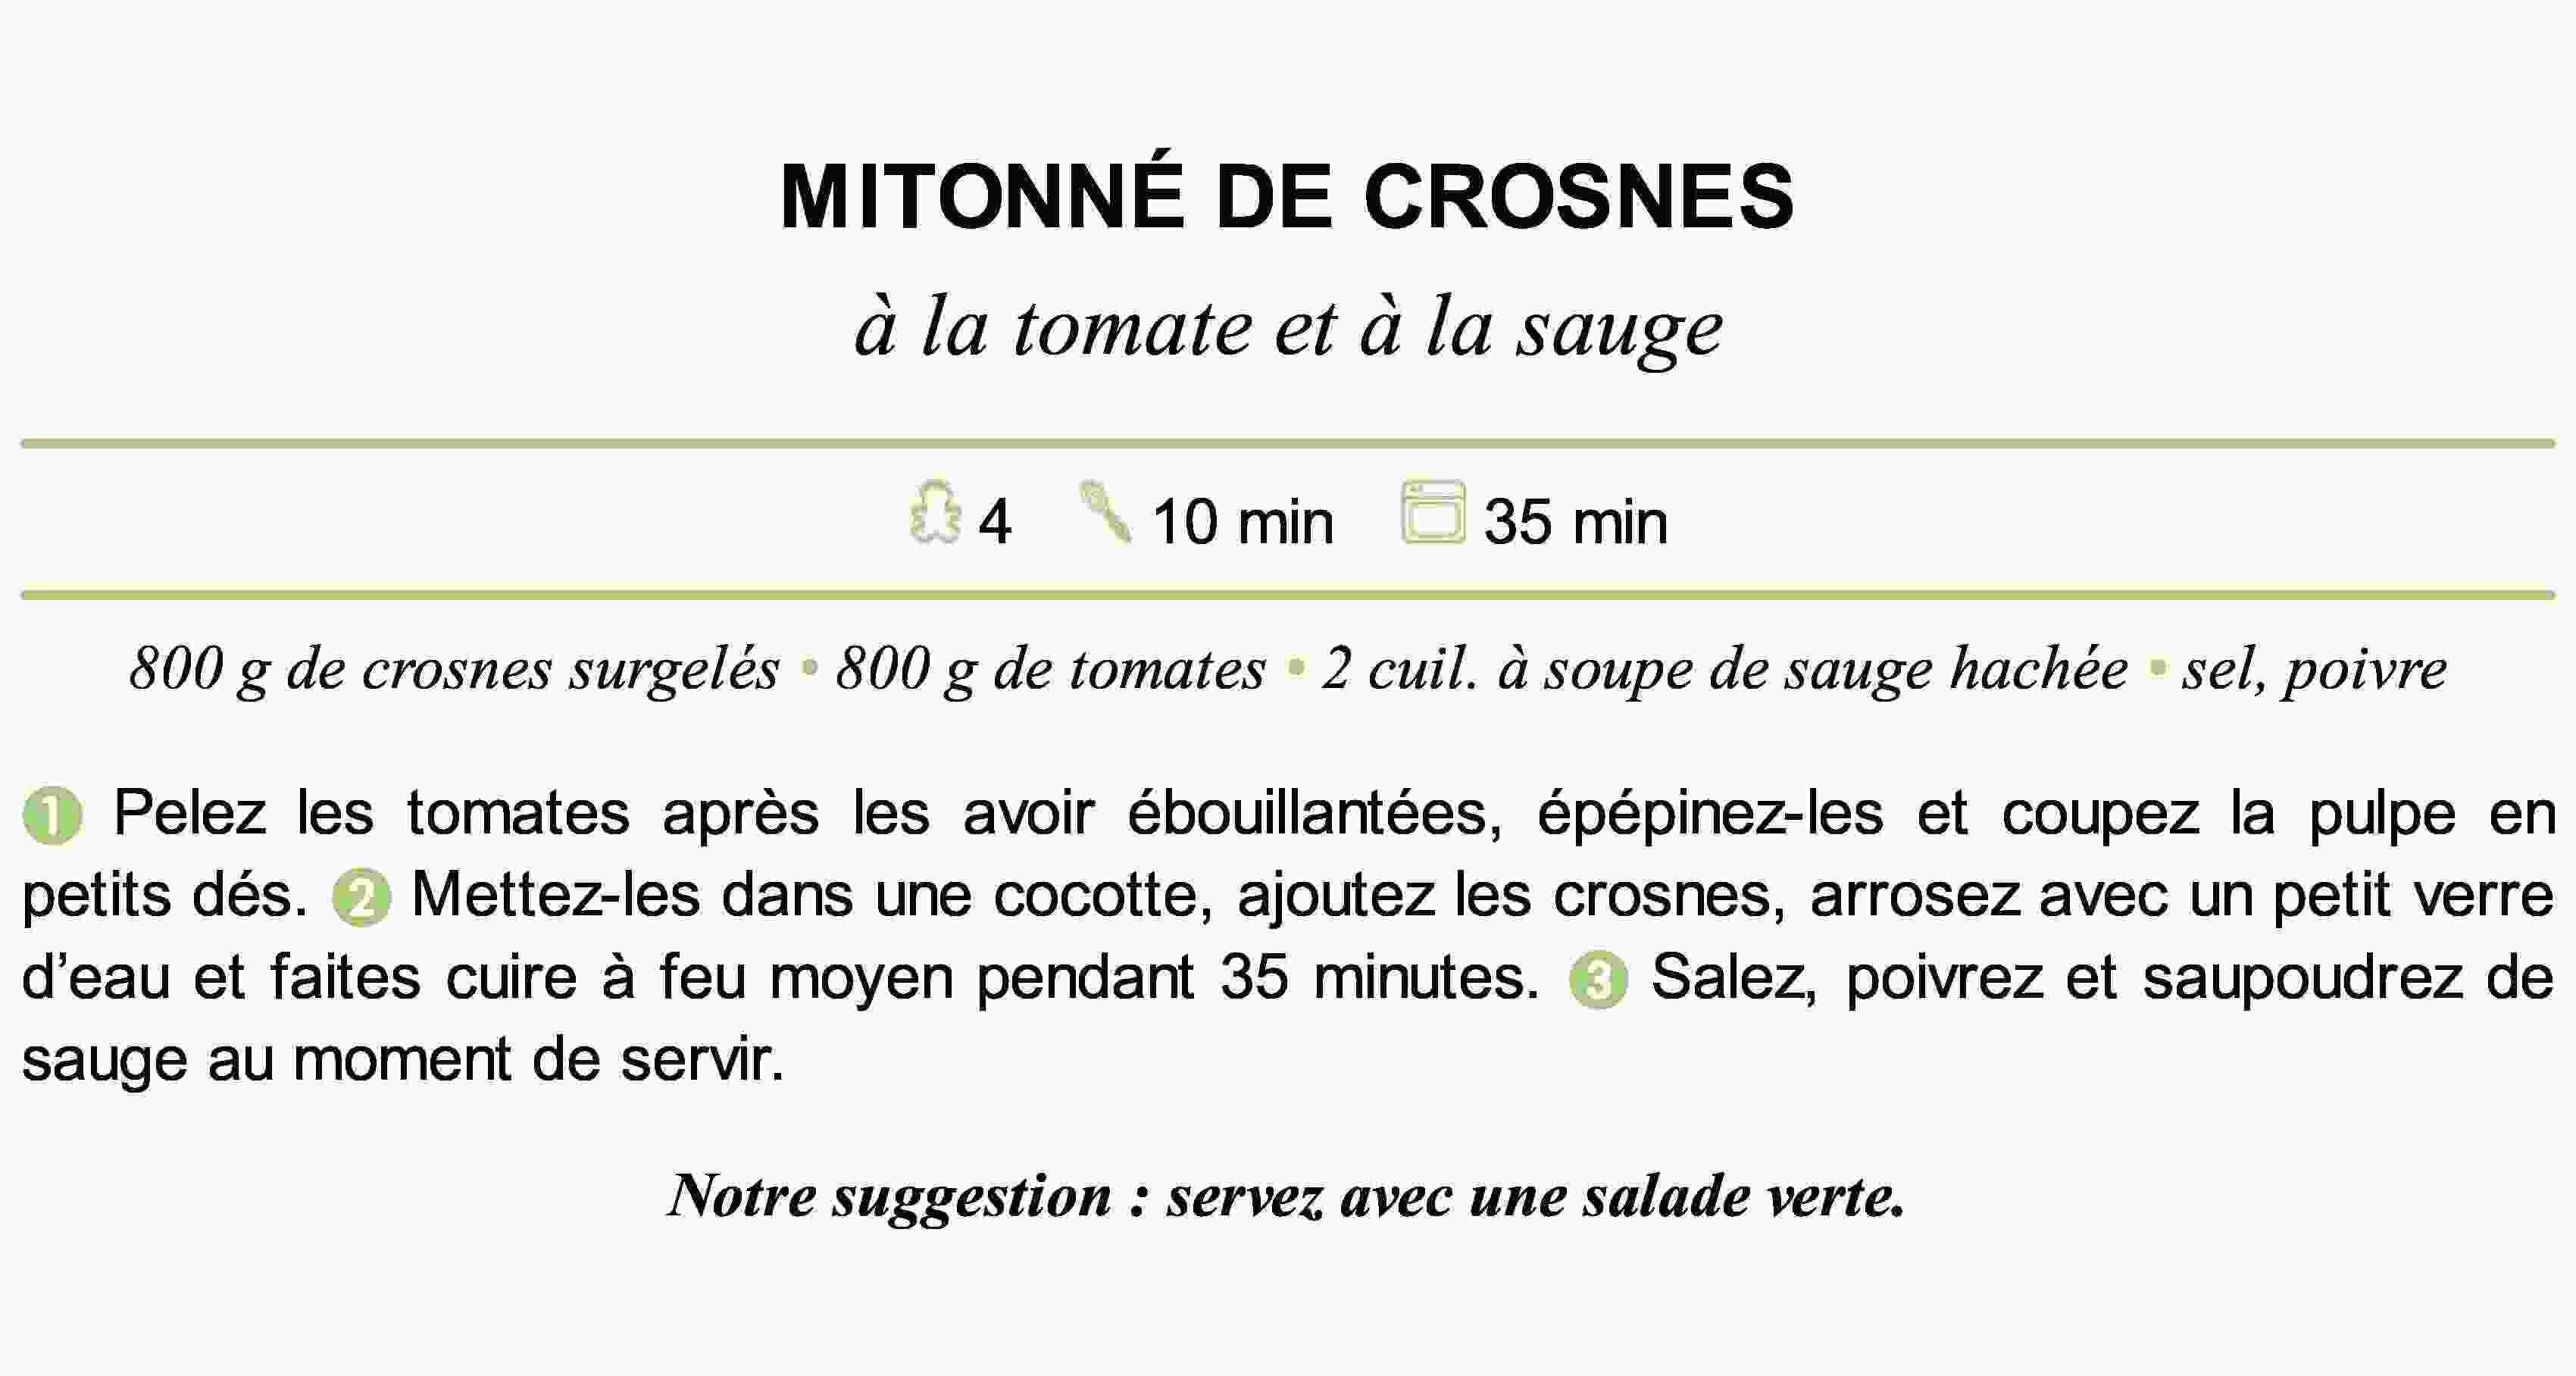 MITONNÉ DE CROSNES
à la tomate et à la sauge
4 10 min 35 min
800 g de crosnes surgelés • 800 g de tomates • 2 cuil. à soupe de sauge hachée • sel, poivre
1 Pelez les tomates après les avoir ébouillantées, épépinez-les et coupez la pulpe en
petits dés. 2 Mettez-les dans une cocotte, ajoutez les crosnes, arrosez avec un petit verre
d’eau et faites cuire à feu moyen pendant 35 minutes. 3 Salez, poivrez et saupoudrez de
sauge au moment de servir.
Notre suggestion : servez avec une salade verte.